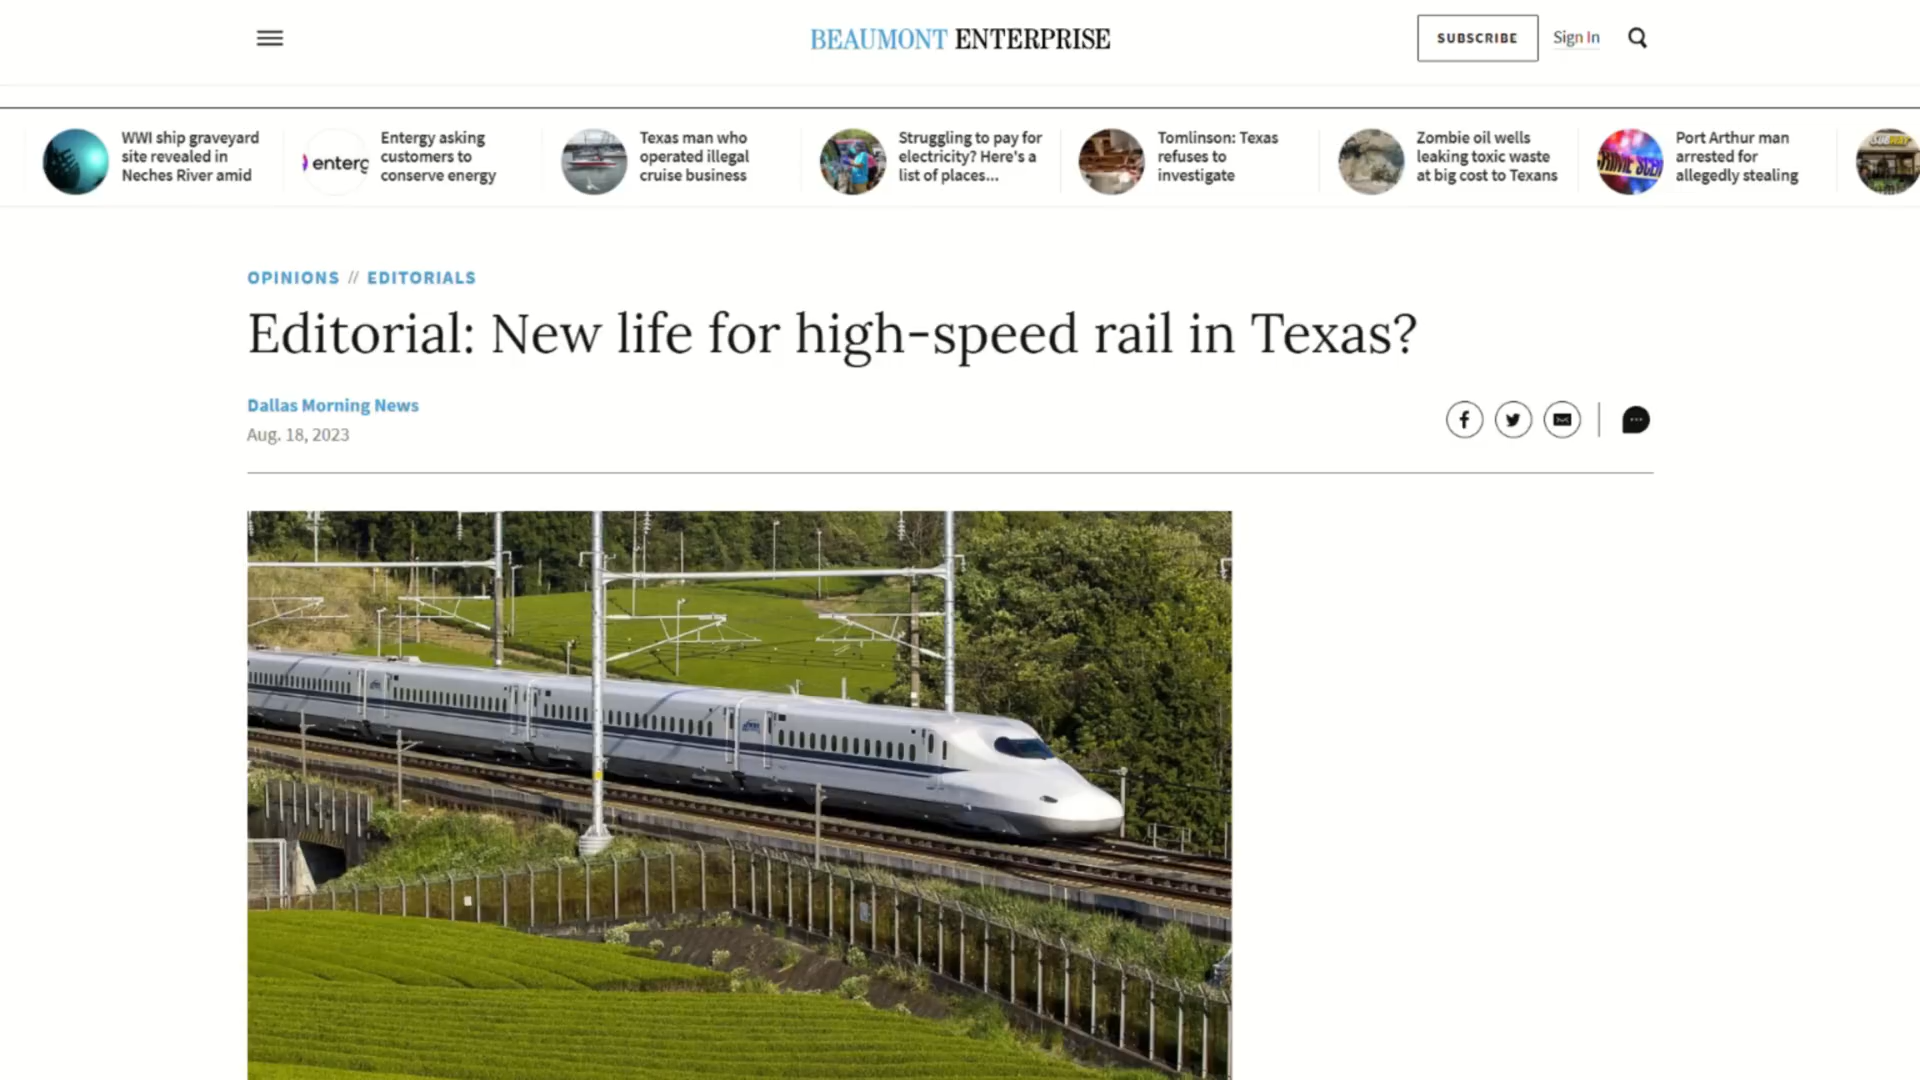 BEAUMONT ENTERPRISE
SUBSCRIBE
Sign In
WWI ship graveyard
site revealed in
Neches River amid
enterg
Entergy asking
customers to
conserve energy
Texas man who
operated illegal
cruise business
Struggling to pay for
electricity? Here's a
list of places...
Tomlinson: Texas
refuses to
investigate
Zombie oil wells
leaking toxic waste
at big cost to Texans
Port Arthur man
arrested for
allegedly stealing
SUBWAY
OPINIONS // EDITORIALS
Editorial: New life for high-speed rail in Texas?
Dallas Morning News
Aug. 18, 2023